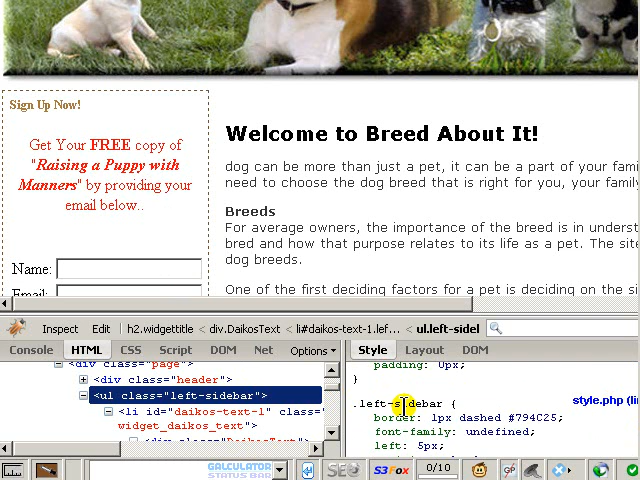 Sign Up Now!
Get Your FREE copy of
"Raising a Puppy with
Manners" by providing your
email below..
Name:
Email:
Welcome to Breed About It!
dog can be more than just a pet, it can be a part of your fami
need to choose the dog breed that is right for you, your family
Breeds
For average owners, the importance of the breed is in underst
bred and how that purpose relates to its life as a pet. The site
dog breeds.
One of the first deciding factors for a pet is deciding on the si
Inspect Edit h2.widgettitle < div.DaikosText < li#daikos-text-1.lef... < ul.left-sidel
Console HTML CSS Script DOM Net Options
Style Layout DOM
<div class="page">
<div class="header">
<ul class="left-sidebar">
<li id="daikos-text-1" class="
widget_daikos_text">
<div class="DaikosText">
padding: 0px;
}
.left-sidebar { style.php (lin
border: 1px dashed #794C25;
font-family: undefined;
left: 5px;
GALCULATOR
STATUS BAR
SEO
S3Fox
0/10
GP